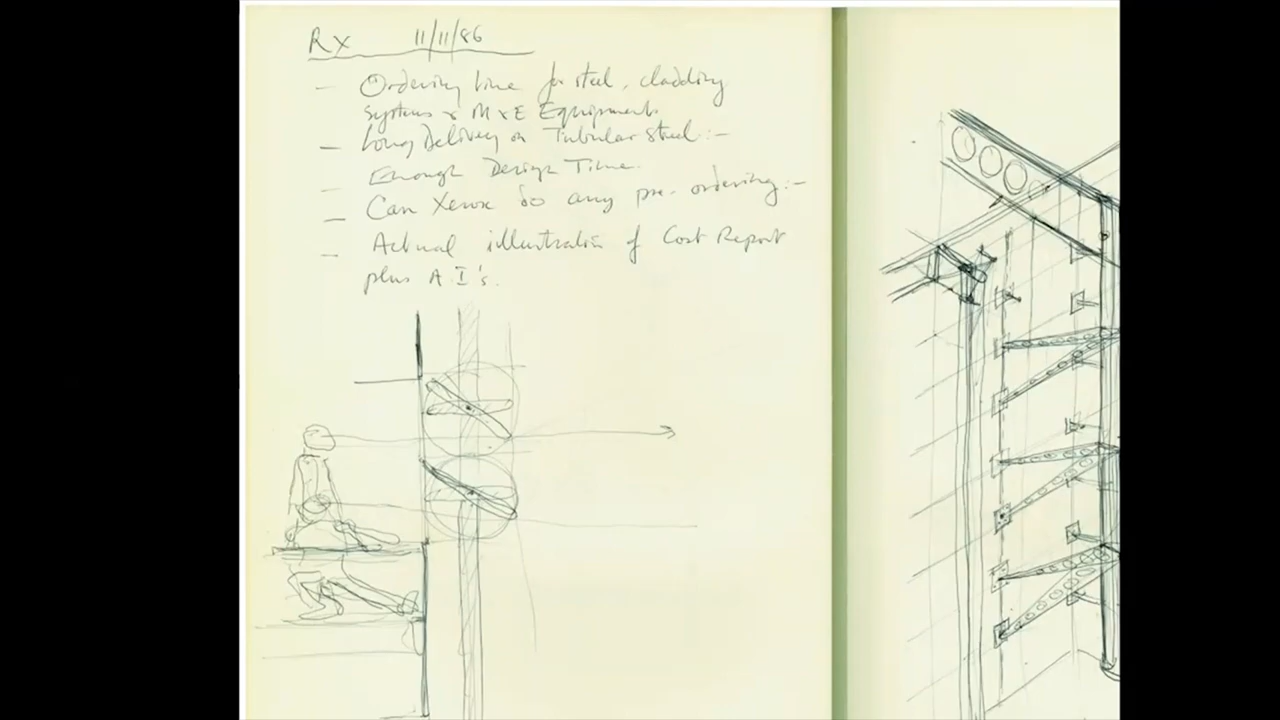 RX 11/11/86
- Ordering time for steel, cladding
systems & M&E Equipment
- Long Delivery on Tubular Steel:-
- Enough Design Time.
- Can Xerox do any pre-ordering:-
- Actual illustration of Cost Report
plus A.I's.